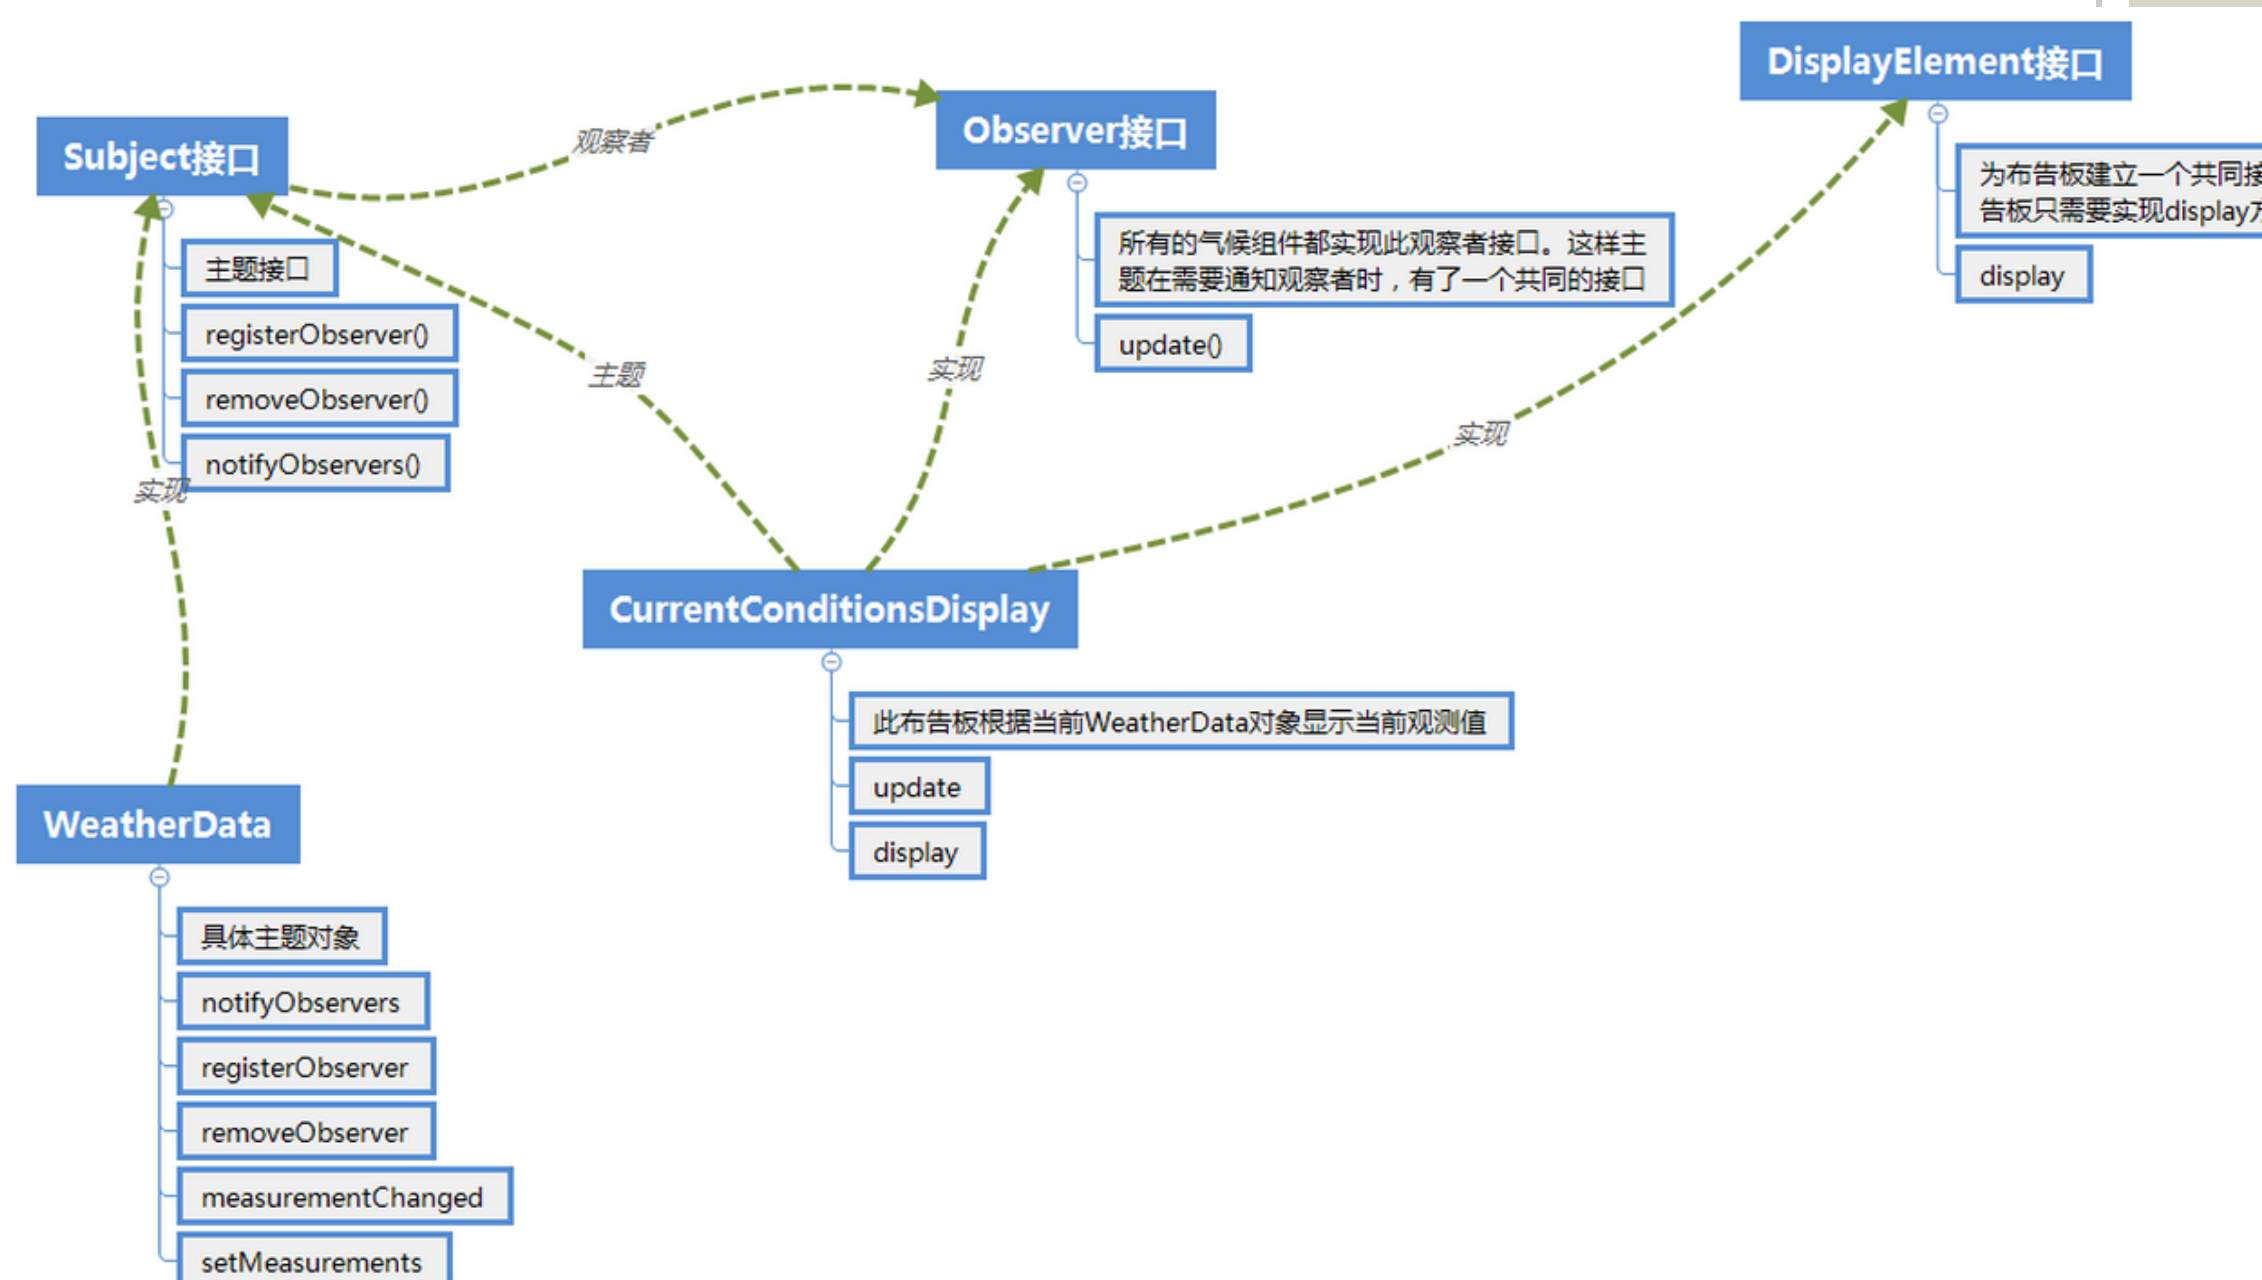 DisplayElement接口
为布告板建立一个共同接
告板只需要实现display方
display
Observer接口
所有的气候组件都实现此观察者接口。这样主
题在需要通知观察者时，有了一个共同的接口
update()
Subject接口
主题接口
registerObserver()
removeObserver()
notifyObservers()
观察者
主题
实现
实现
实现
CurrentConditionsDisplay
此布告板根据当前WeatherData对象显示当前观测值
update
display
WeatherData
具体主题对象
notifyObservers
registerObserver
removeObserver
measurementChanged
setMeasurements